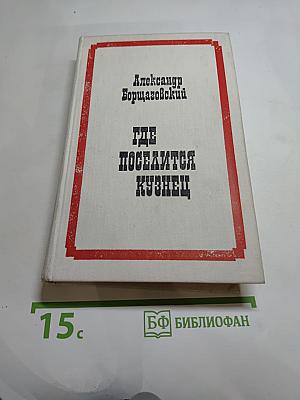 Александр
Борщаговский
ГДЕ
ПОСЕЛИТСЯ
КУЗНЕЦ
15с
БФ БИБЛИОФАН